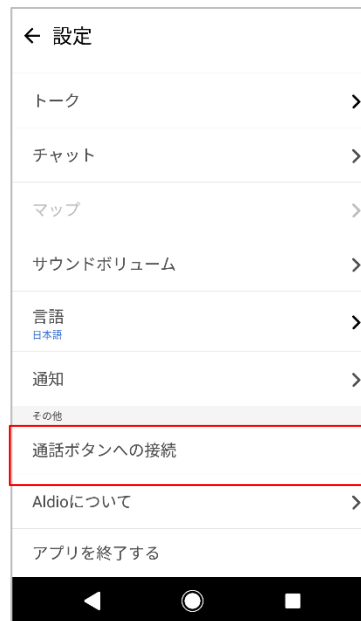 設定
トーク
チャット
マップ
サウンドボリューム
言語
日本語
通知
その他
通話ボタンへの接続
Aldioについて
アプリを終了する